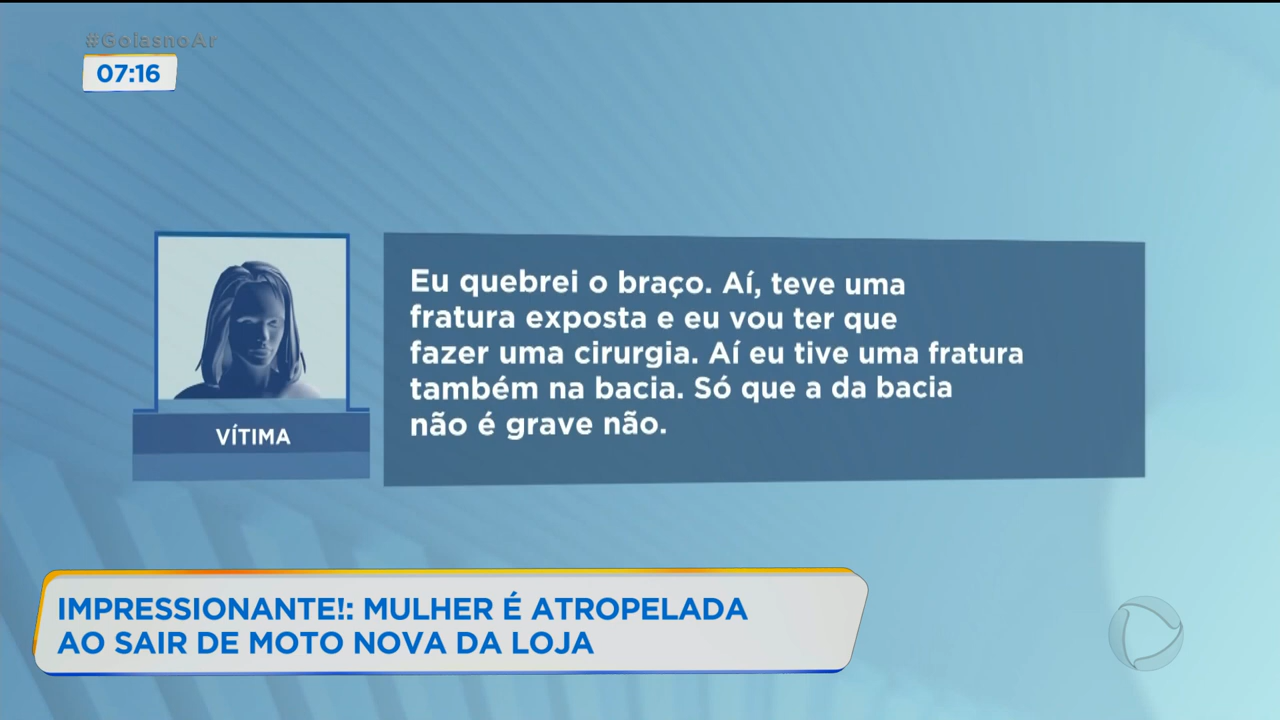 #GoiasnoAr
07:16
Eu quebrei o braço. Aí, teve uma
fratura exposta e eu vou ter que
fazer uma cirurgia. Aí eu tive uma fratura
também na bacia. Só que a da bacia
não é grave não.
VÍTIMA
IMPRESSIONANTE!: MULHER É ATROPELADA
AO SAIR DE MOTO NOVA DA LOJA